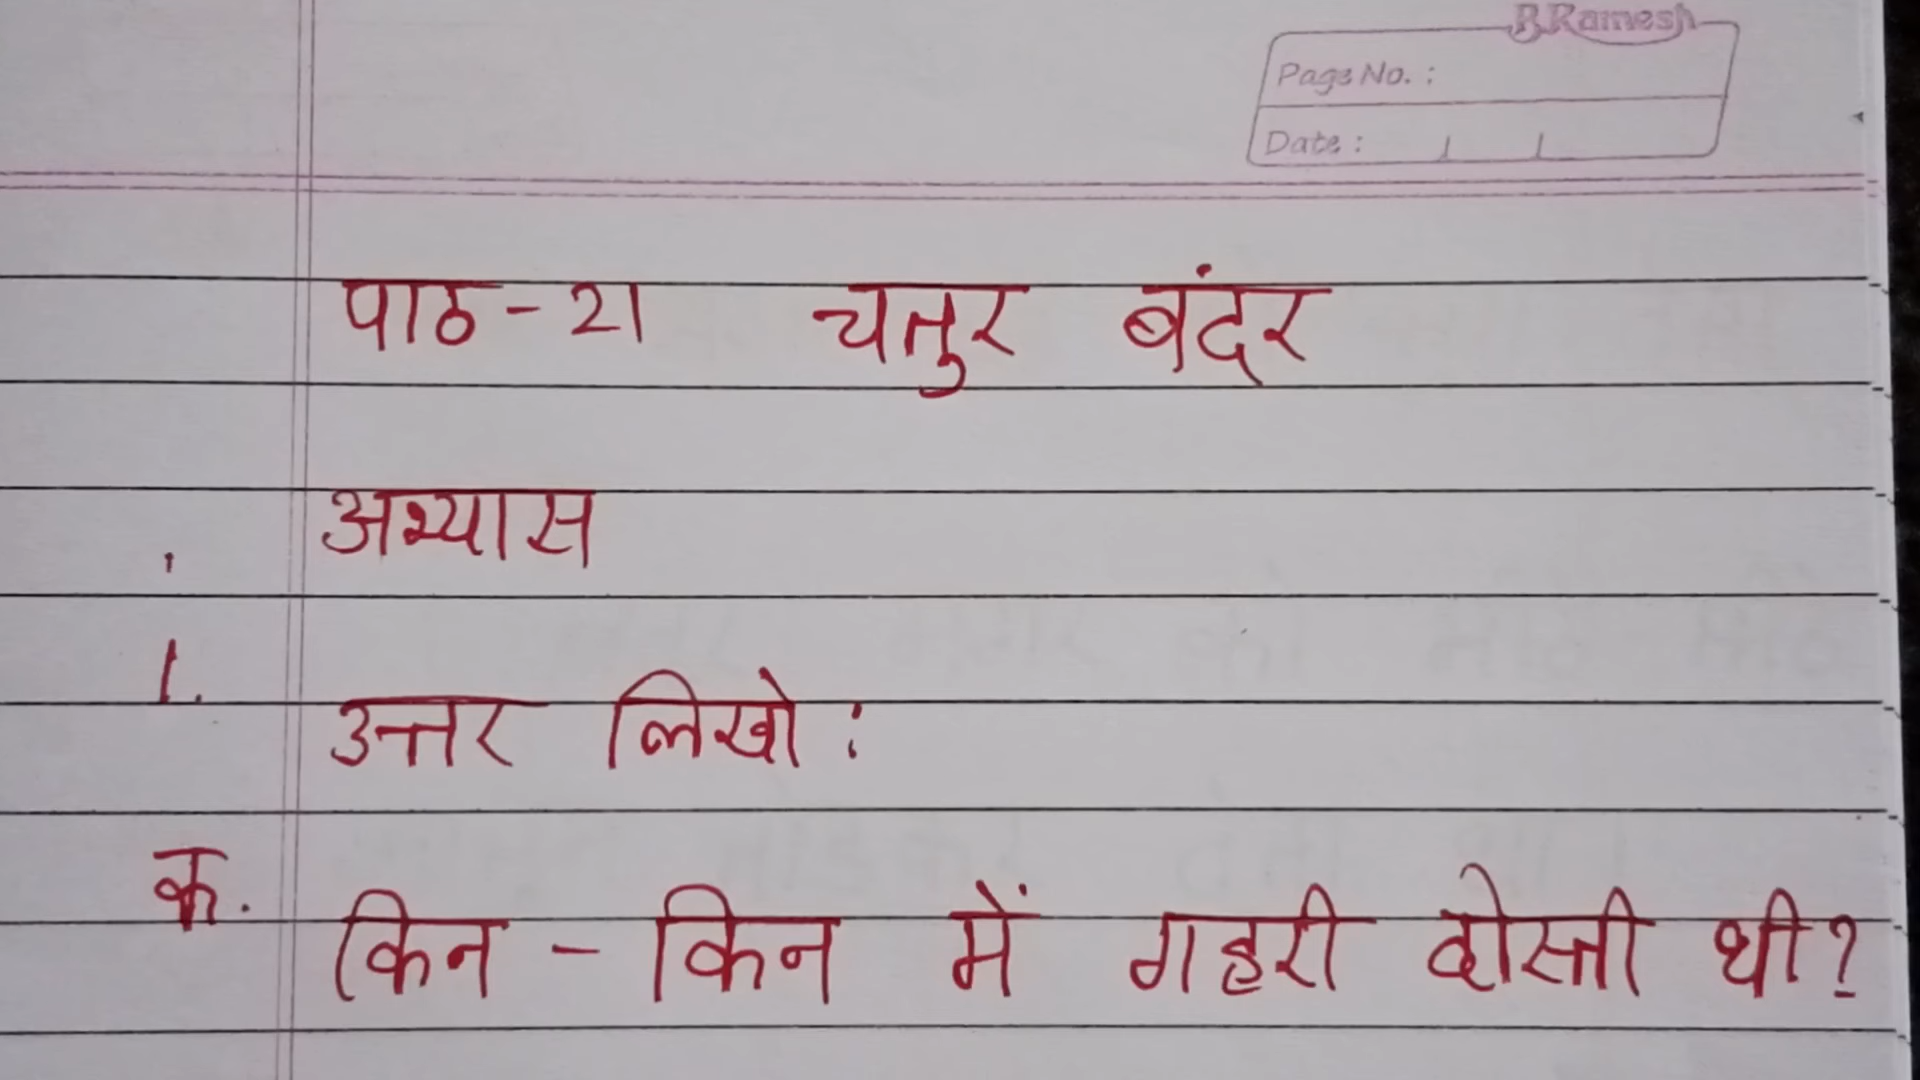 B.Ramesh
Page No. :
Date : / /
पाठ - 21 चतुर बंदर
अभ्यास
1. उत्तर लिखो :
क. किन - किन में गहरी दोस्ती थी?